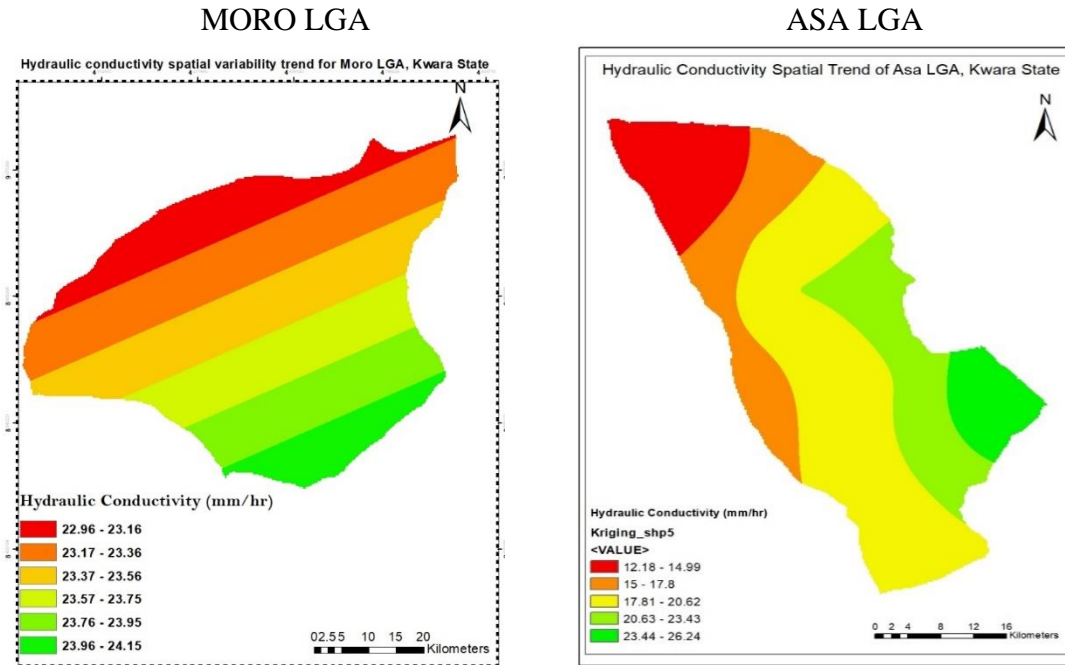 MORO LGA
ASA LGA
Hydraulic conductivity spatial variability trend for Moro LGA, Kwara State
N
Hydraulic Conductivity (mm/hr)
22.96 - 23.16
23.17 - 23.36
23.37 - 23.56
23.57 - 23.75
23.76 - 23.95
23.96 - 24.15
02.55 10 15 20
Kilometers
Hydraulic Conductivity Spatial Trend of Asa LGA, Kwara State
N
Hydraulic Conductivity (mm/hr)
Kriging_shp5
<VALUE>
12.18 - 14.99
15 - 17.8
17.81 - 20.62
20.63 - 23.43
23.44 - 26.24
0 2 4 8 12 16
Kilometers